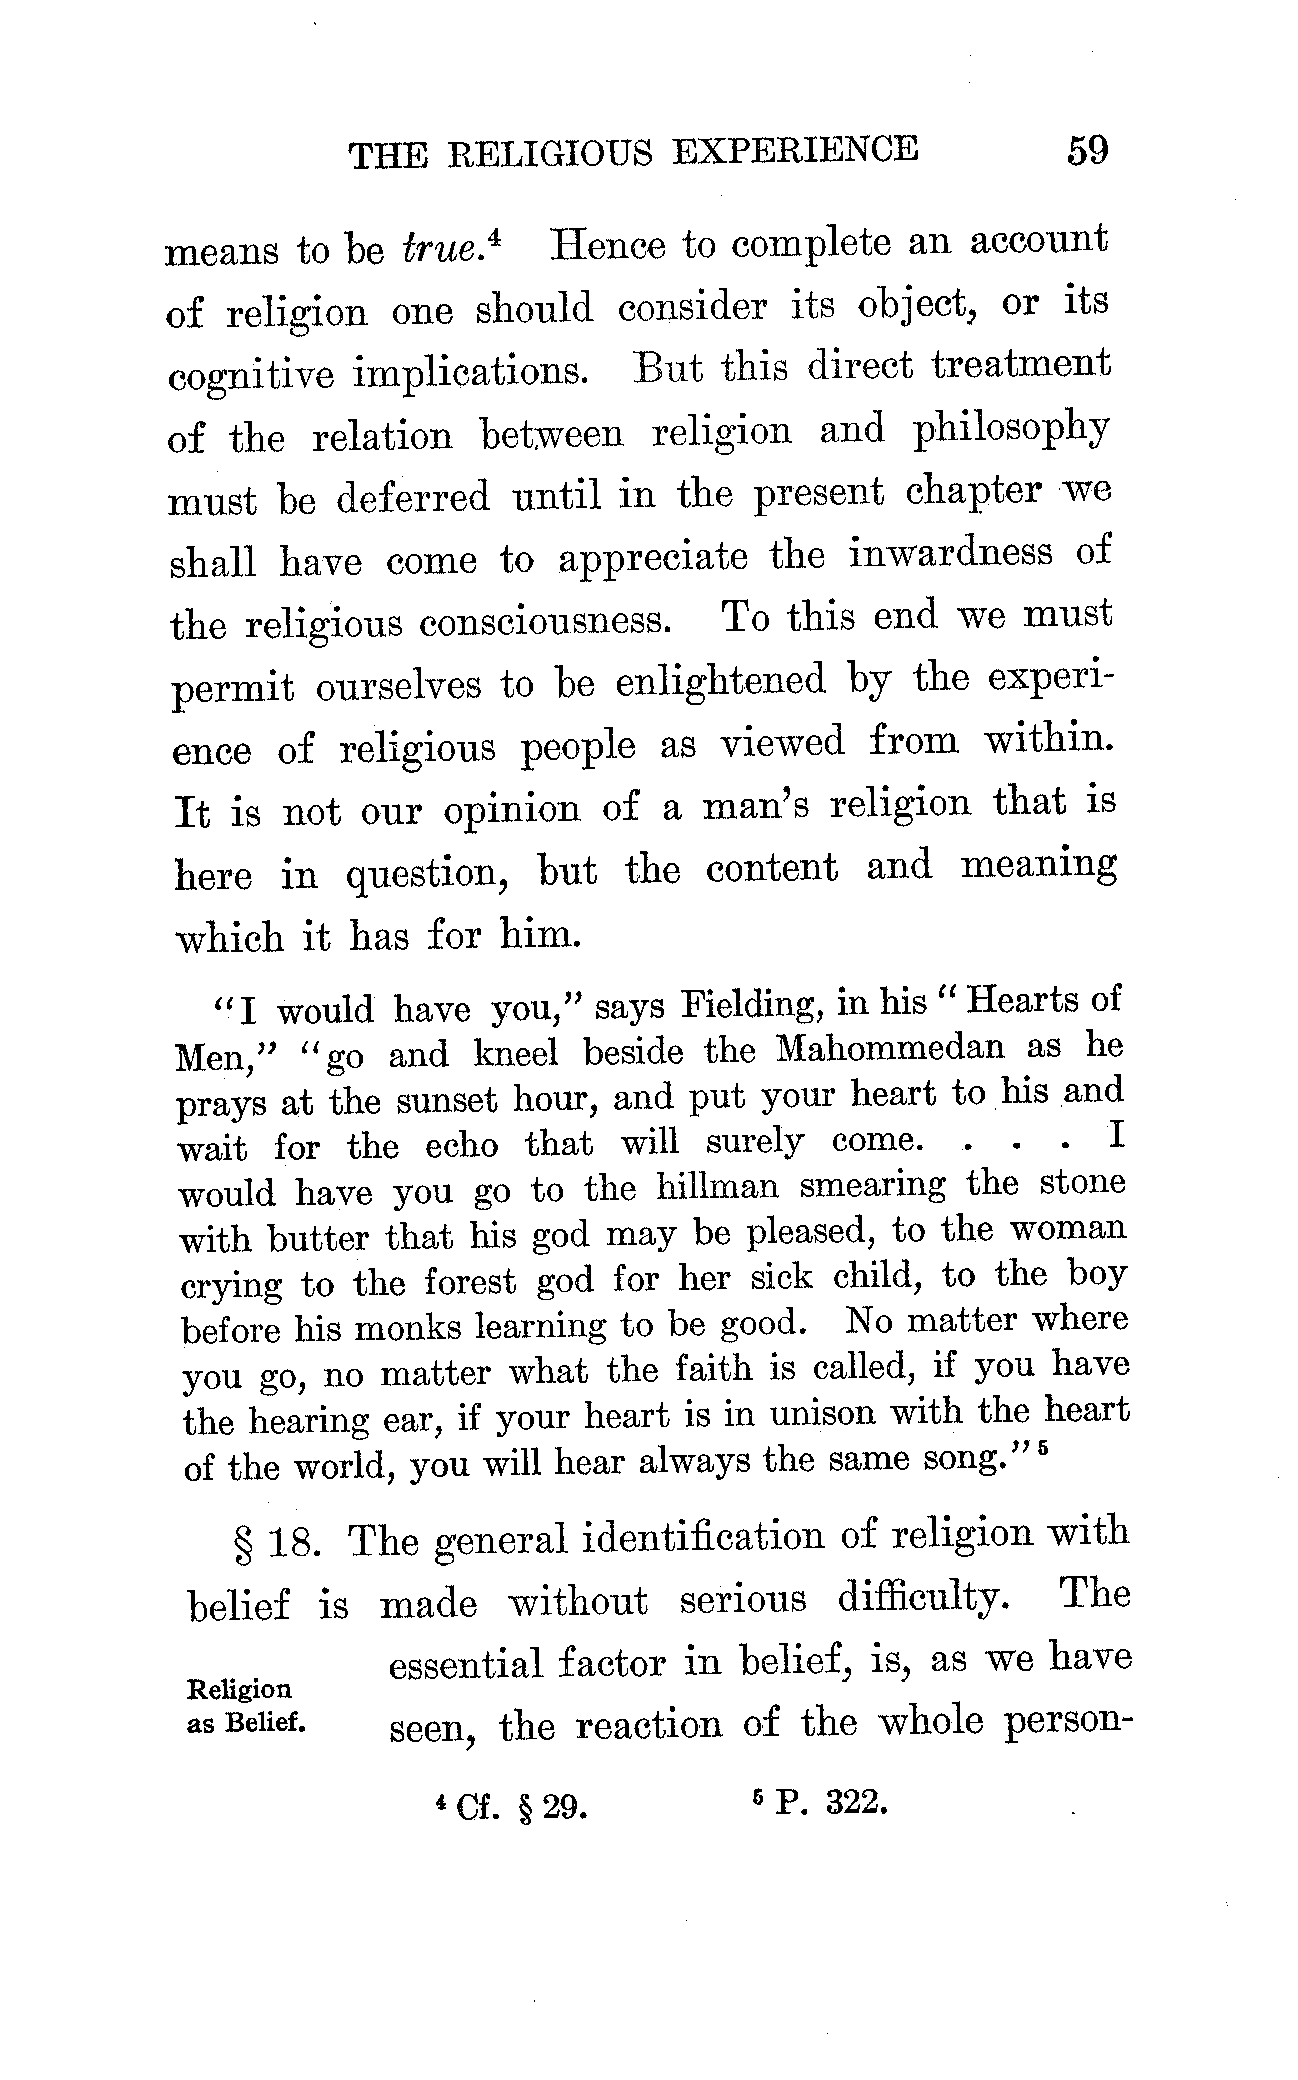 THE RELIGIOUS EXPERIENCE 59
means to be true.⁴ Hence to complete an account
of religion one should consider its object, or its
cognitive implications. But this direct treatment
of the relation between religion and philosophy
must be deferred until in the present chapter we
shall have come to appreciate the inwardness of
the religious consciousness. To this end we must
permit ourselves to be enlightened by the experi-
ence of religious people as viewed from within.
It is not our opinion of a man's religion that is
here in question, but the content and meaning
which it has for him.
"I would have you," says Fielding, in his "Hearts of
Men," "go and kneel beside the Mahommedan as he
prays at the sunset hour, and put your heart to his and
wait for the echo that will surely come. . . . I
would have you go to the hillman smearing the stone
with butter that his god may be pleased, to the woman
crying to the forest god for her sick child, to the boy
before his monks learning to be good. No matter where
you go, no matter what the faith is called, if you have
the hearing ear, if your heart is in unison with the heart
of the world, you will hear always the same song."⁵
§ 18. The general identification of religion with
belief is made without serious difficulty. The
Religion
as Belief.
essential factor in belief, is, as we have
seen, the reaction of the whole person-
⁴ Cf. § 29. ⁵ P. 322.